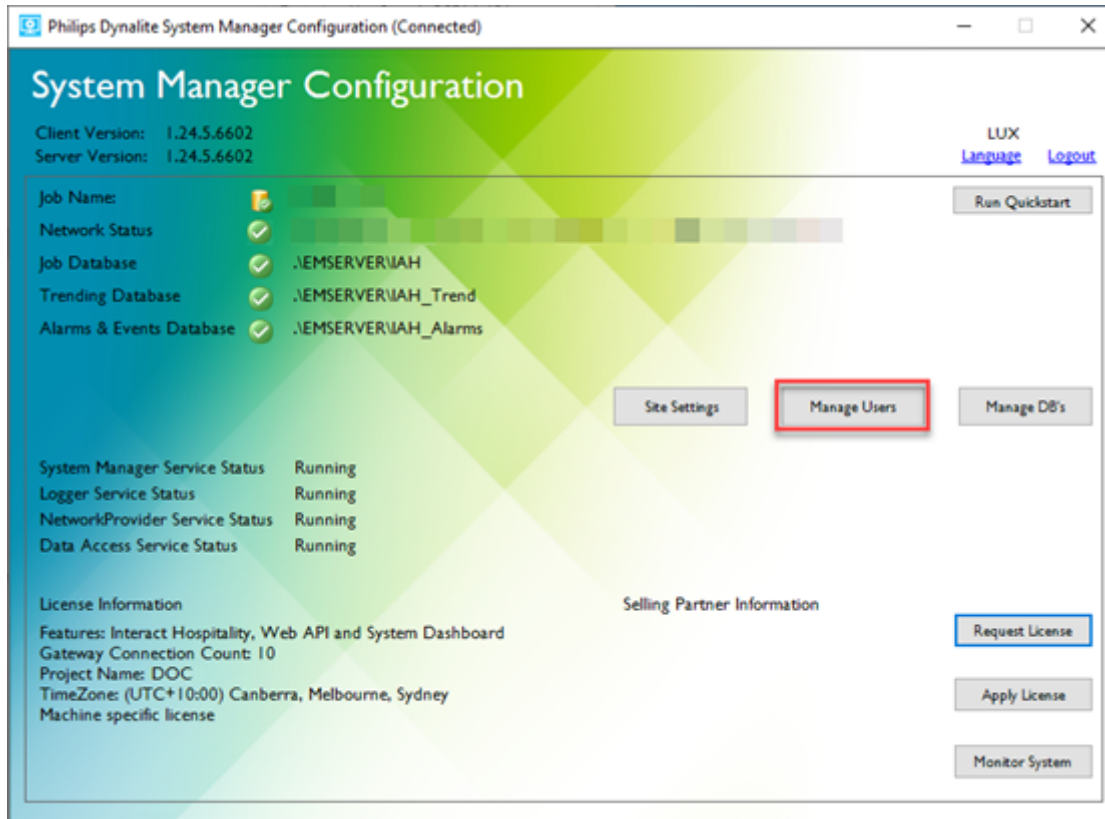 Philips Dynalite System Manager Configuration (Connected)
System Manager Configuration
Client Version: 1.24.5.6602
Server Version: 1.24.5.6602
LUX
Language Logout
Job Name:
Run Quickstart
Network Status
Job Database .\EMSERVER\IAH
Trending Database .\EMSERVER\IAH_Trend
Alarms & Events Database .\EMSERVER\IAH_Alarms
Site Settings Manage Users Manage DB's
System Manager Service Status Running
Logger Service Status Running
NetworkProvider Service Status Running
Data Access Service Status Running
License Information Selling Partner Information
Features: Interact Hospitality, Web API and System Dashboard
Request License
Gateway Connection Count: 10
Project Name: DOC
TimeZone: (UTC+10:00) Canberra, Melbourne, Sydney
Apply License
Machine specific license
Monitor System